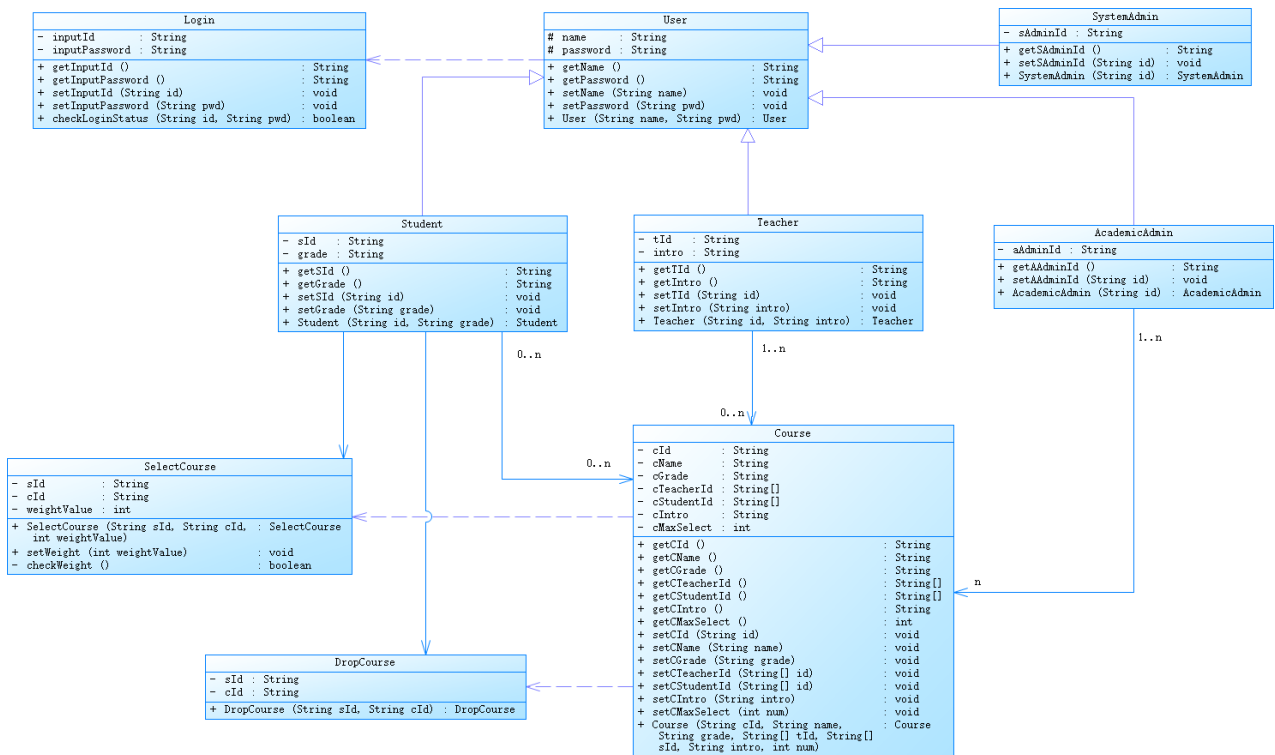 Login
- inputId : String
- inputPassword : String
+ getInputId () : String
+ getInputPassword () : String
+ setInputId (String id) : void
+ setInputPassword (String pwd) : void
+ checkLoginStatus (String id, String pwd) : boolean
User
# name : String
# password : String
+ getName () : String
+ getPassword () : String
+ setName (String name) : void
+ setPassword (String pwd) : void
+ User (String name, String pwd) : User
SystemAdmin
- sAdminId : String
+ getSAdminId () : String
+ setSAdminId (String id) : void
+ SystemAdmin (String id) : SystemAdmin
Student
- sId : String
- grade : String
+ getSId () : String
+ getGrade () : String
+ setSId (String id) : void
+ setGrade (String grade) : void
+ Student (String id, String grade) : Student
Teacher
- tId : String
- intro : String
+ getTId () : String
+ getIntro () : String
+ setTId (String id) : void
+ setIntro (String intro) : void
+ Teacher (String id, String intro) : Teacher
AcademicAdmin
- aAdminId : String
+ getAAdminId () : String
+ setAAdminId (String id) : void
+ AcademicAdmin (String id) : AcademicAdmin
0..n
1..n
1..n
0..n
0..n
n
SelectCourse
- sId : String
- cId : String
- weightValue : int
+ SelectCourse (String sId, String cId, : SelectCourse
int weightValue)
+ setWeight (int weightValue) : void
- checkWeight () : boolean
Course
- cId : String
- cName : String
- cGrade : String
- cTeacherId : String[]
- cStudentId : String[]
- cIntro : String
- cMaxSelect : int
+ getCId () : String
+ getCName () : String
+ getCGrade () : String
+ getCTeacherId () : String[]
+ getCStudentId () : String[]
+ getCIntro () : String
+ getCMaxSelect () : int
+ setCId (String id) : void
+ setCName (String name) : void
+ setCGrade (String grade) : void
+ setCTeacherId (String[] id) : void
+ setCStudentId (String[] id) : void
+ setCIntro (String intro) : void
+ setCMaxSelect (int num) : void
+ Course (String cId, String name, : Course
String grade, String[] tId, String[]
sId, String intro, int num)
DropCourse
- sId : String
- cId : String
+ DropCourse (String sId, String cId) : DropCourse